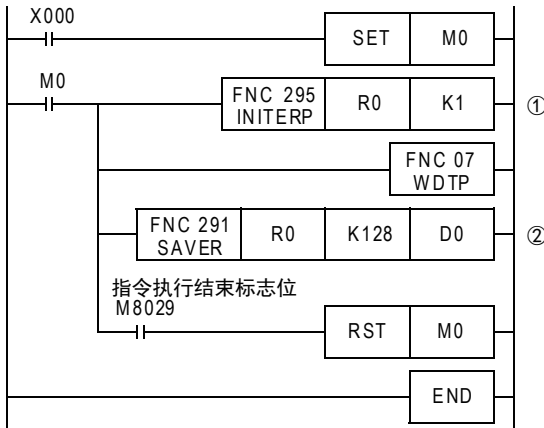 X000
SET M0
M0
FNC 295
INITERP R0 K1 ①
FNC 07
WDTP
FNC 291
SAVER R0 K128 D0 ②
指令执行结束标志位
M8029
RST M0
END